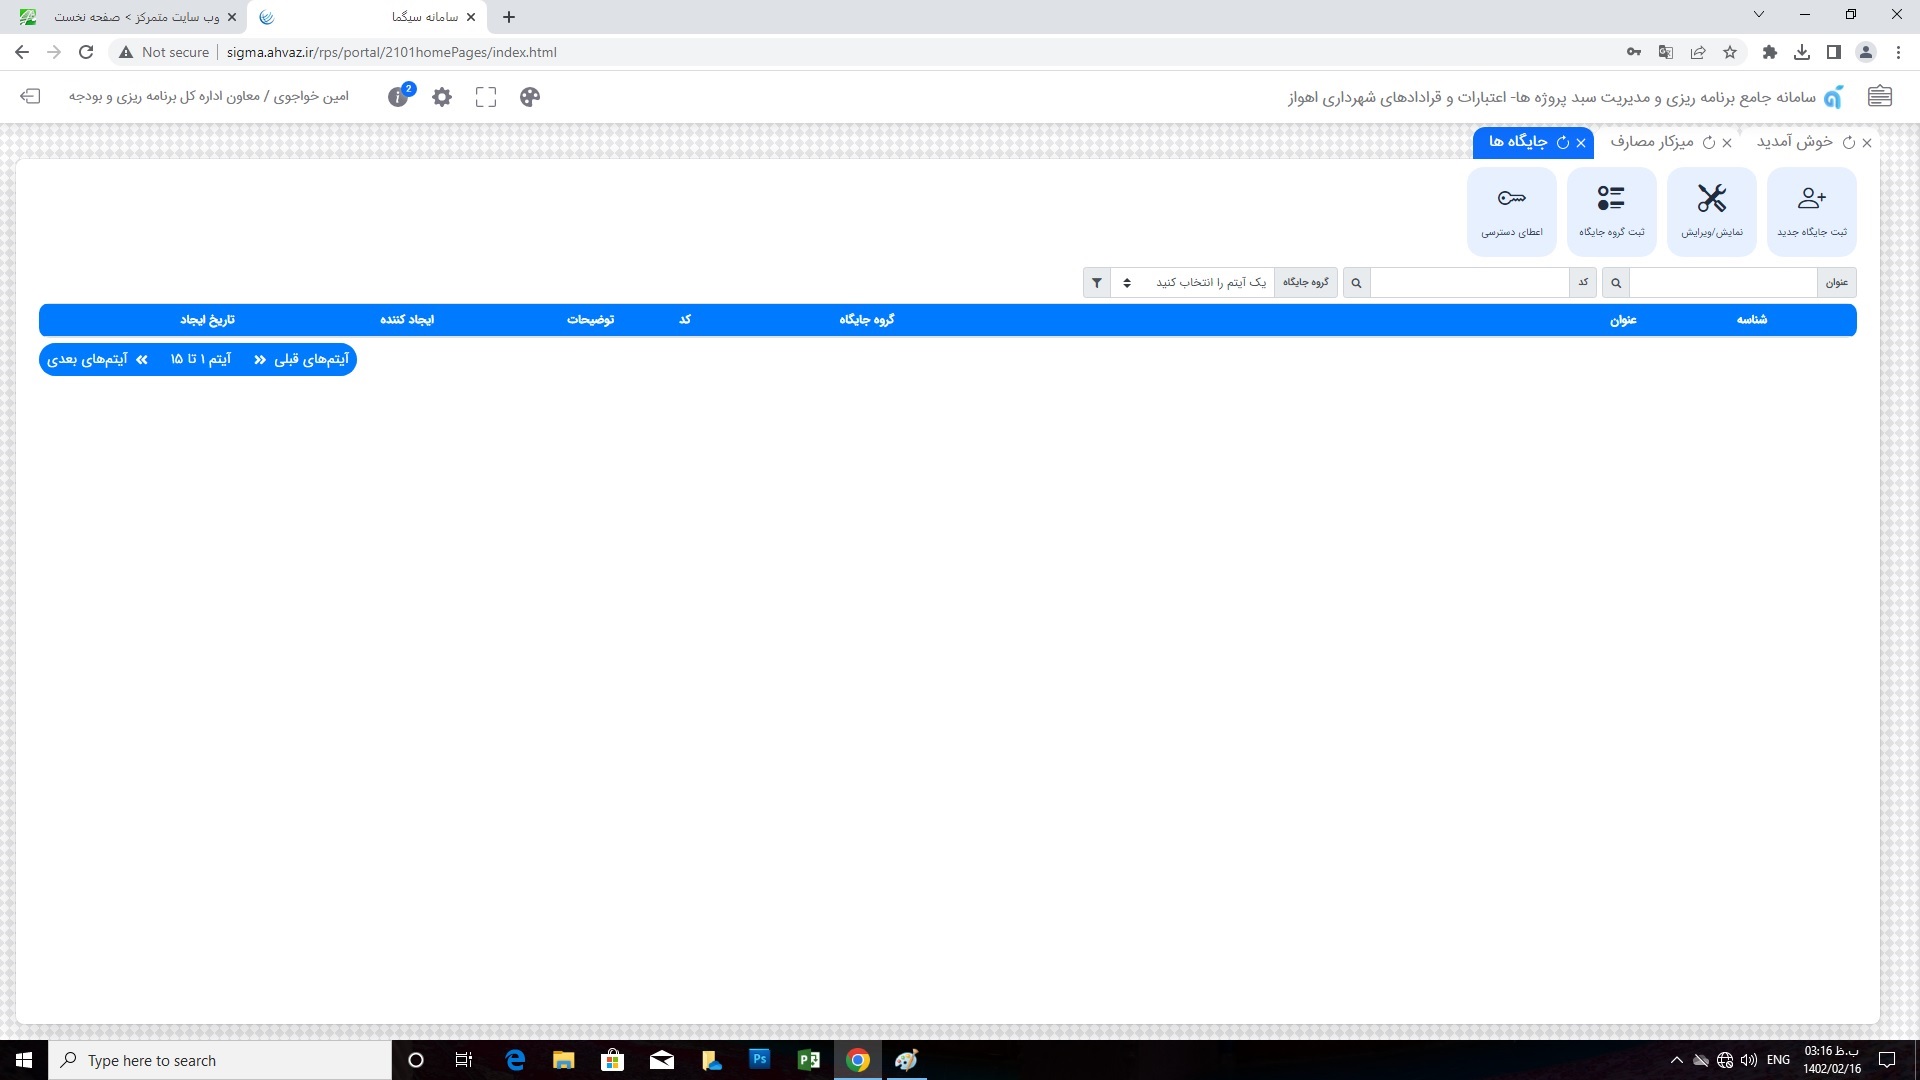 وب سایت متمرکز > صفحه نخست
سامانه سیگما
Not secure
sigma.ahvaz.ir/rps/portal/2101homePages/index.html
سامانه جامع برنامه ریزی و مدیریت سبد پروژه ها- اعتبارات و قرادادهای شهرداری اهواز
2
امین خواجوی / معاون اداره کل برنامه ریزی و بودجه
خوش آمدید
میزکار مصارف
جایگاه ها
ثبت جایگاه جدید
نمایش/ویرایش
ثبت گروه جایگاه
اعطای دسترسی
عنوان
کد
گروه جایگاه
یک آیتم را انتخاب کنید
شناسه عنوان گروه جایگاه کد توضیحات ایجاد کننده تاریخ ایجاد
آیتم‌های قبلی آیتم ۱ تا ۱۵ آیتم‌های بعدی
Type here to search
Ps
ENG
03:16 ب.ظ
1402/02/16